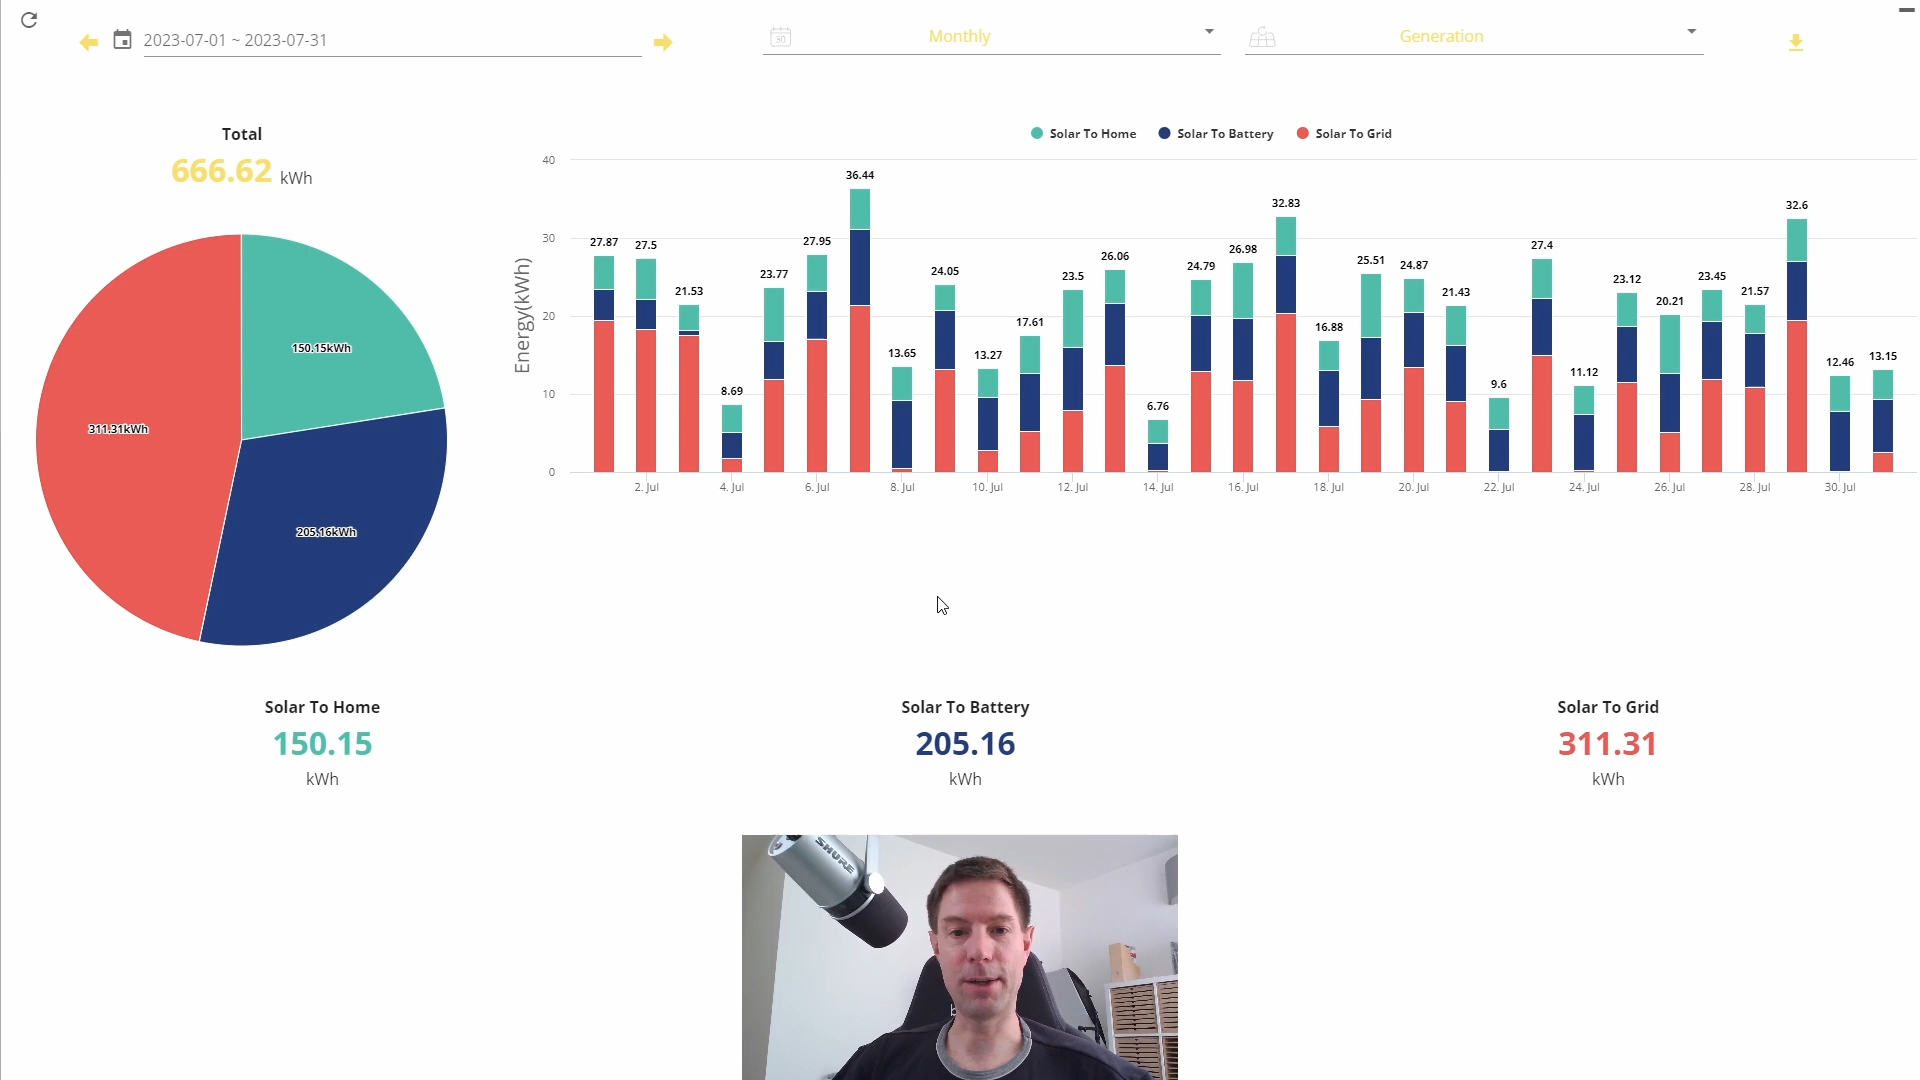 2023-07-01 ~ 2023-07-31
30
Monthly
Generation
Total
666.62 kWh
150.15kWh
311.31kWh
205.16kWh
Solar To Home Solar To Battery Solar To Grid
Energy(kWh)
40
30
20
10
0
27.87 27.5 21.53 8.69 23.77 27.95 36.44 13.65 24.05 13.27 17.61 23.5 26.06 6.76 24.79 26.98 32.83 16.88 25.51 24.87 21.43 9.6 27.4 11.12 23.12 20.21 23.45 21.57 32.6 12.46 13.15
2. Jul 4. Jul 6. Jul 8. Jul 10. Jul 12. Jul 14. Jul 16. Jul 18. Jul 20. Jul 22. Jul 24. Jul 26. Jul 28. Jul 30. Jul
Solar To Home
150.15
kWh
Solar To Battery
205.16
kWh
Solar To Grid
311.31
kWh
SHURE